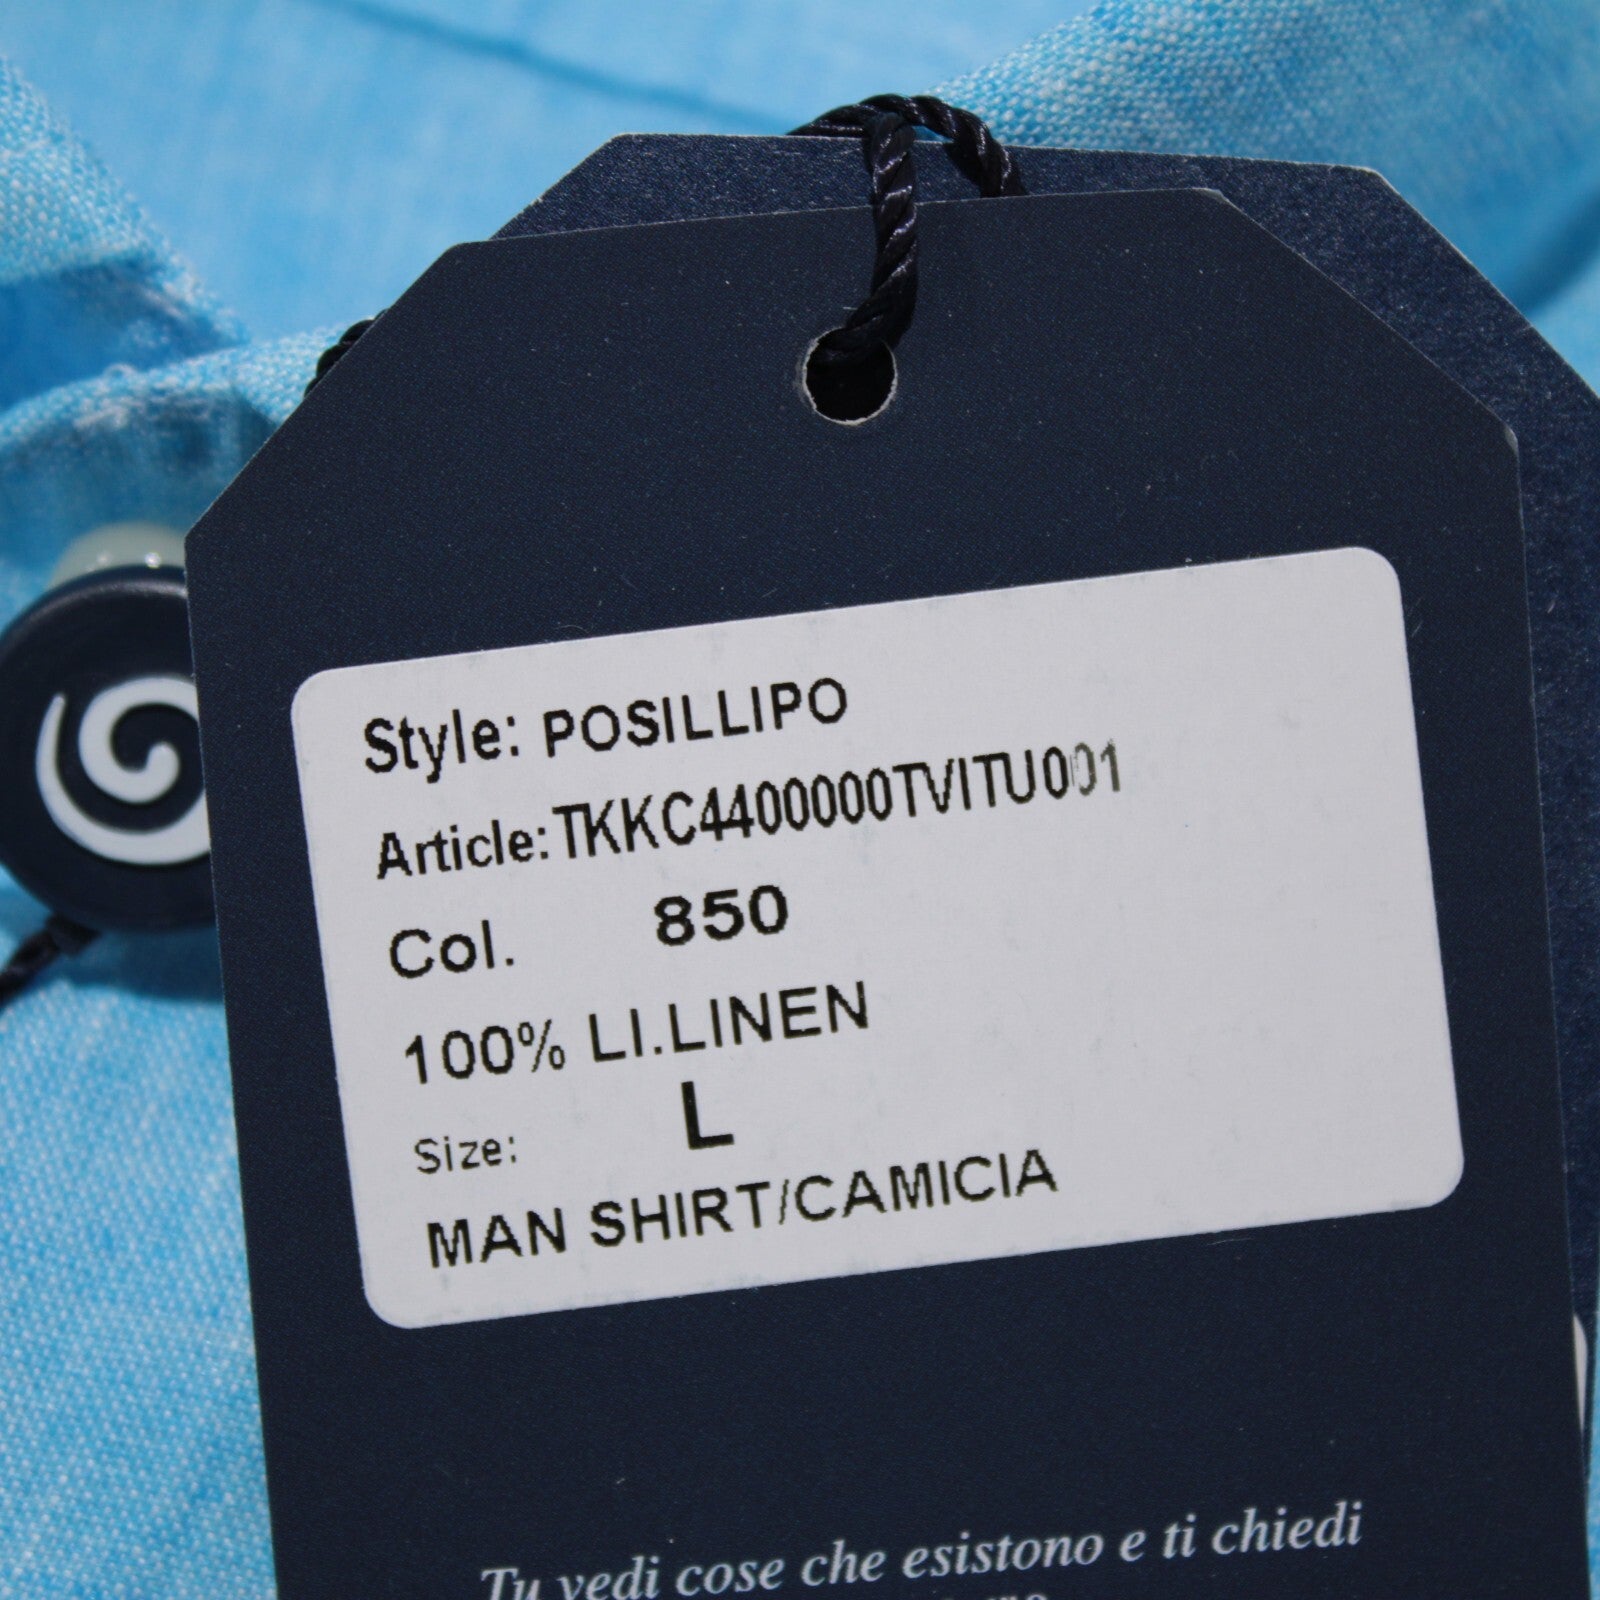 Style: POSILLIPO
Article: TKKC4400000TVITU001
Col. 850
100% LI.LINEN
Size: L
MAN SHIRT/CAMICIA
Tu vedi cose che esistono e ti chiedi